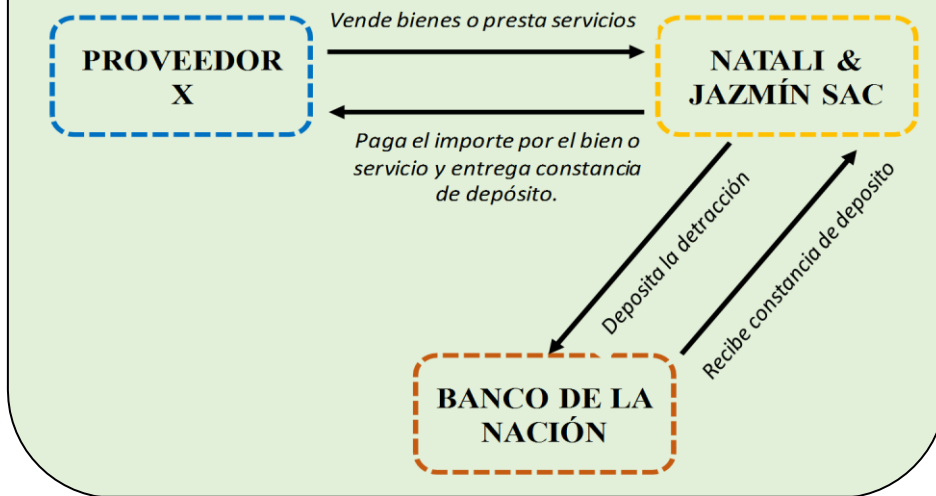 Vende bienes o presta servicios
PROVEEDOR
X
NATALI &
JAZMÍN SAC
Paga el importe por el bien o
servicio y entrega constancia
de depósito.
Deposita la detracción
Recibe constancia de deposito
BANCO DE LA
NACIÓN